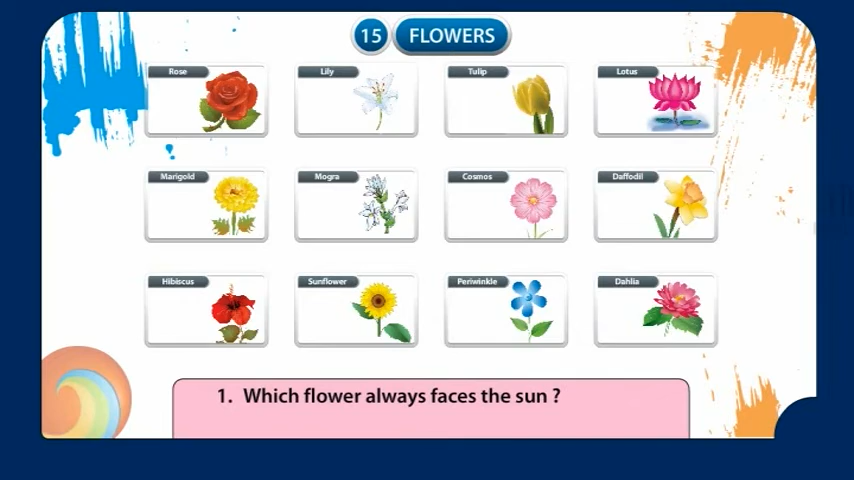 15 FLOWERS
Rose Lily Tulip Lotus
Marigold Mogra Cosmos Daffodil
Hibiscus Sunflower Periwinkle Dahlia
1. Which flower always faces the sun ?